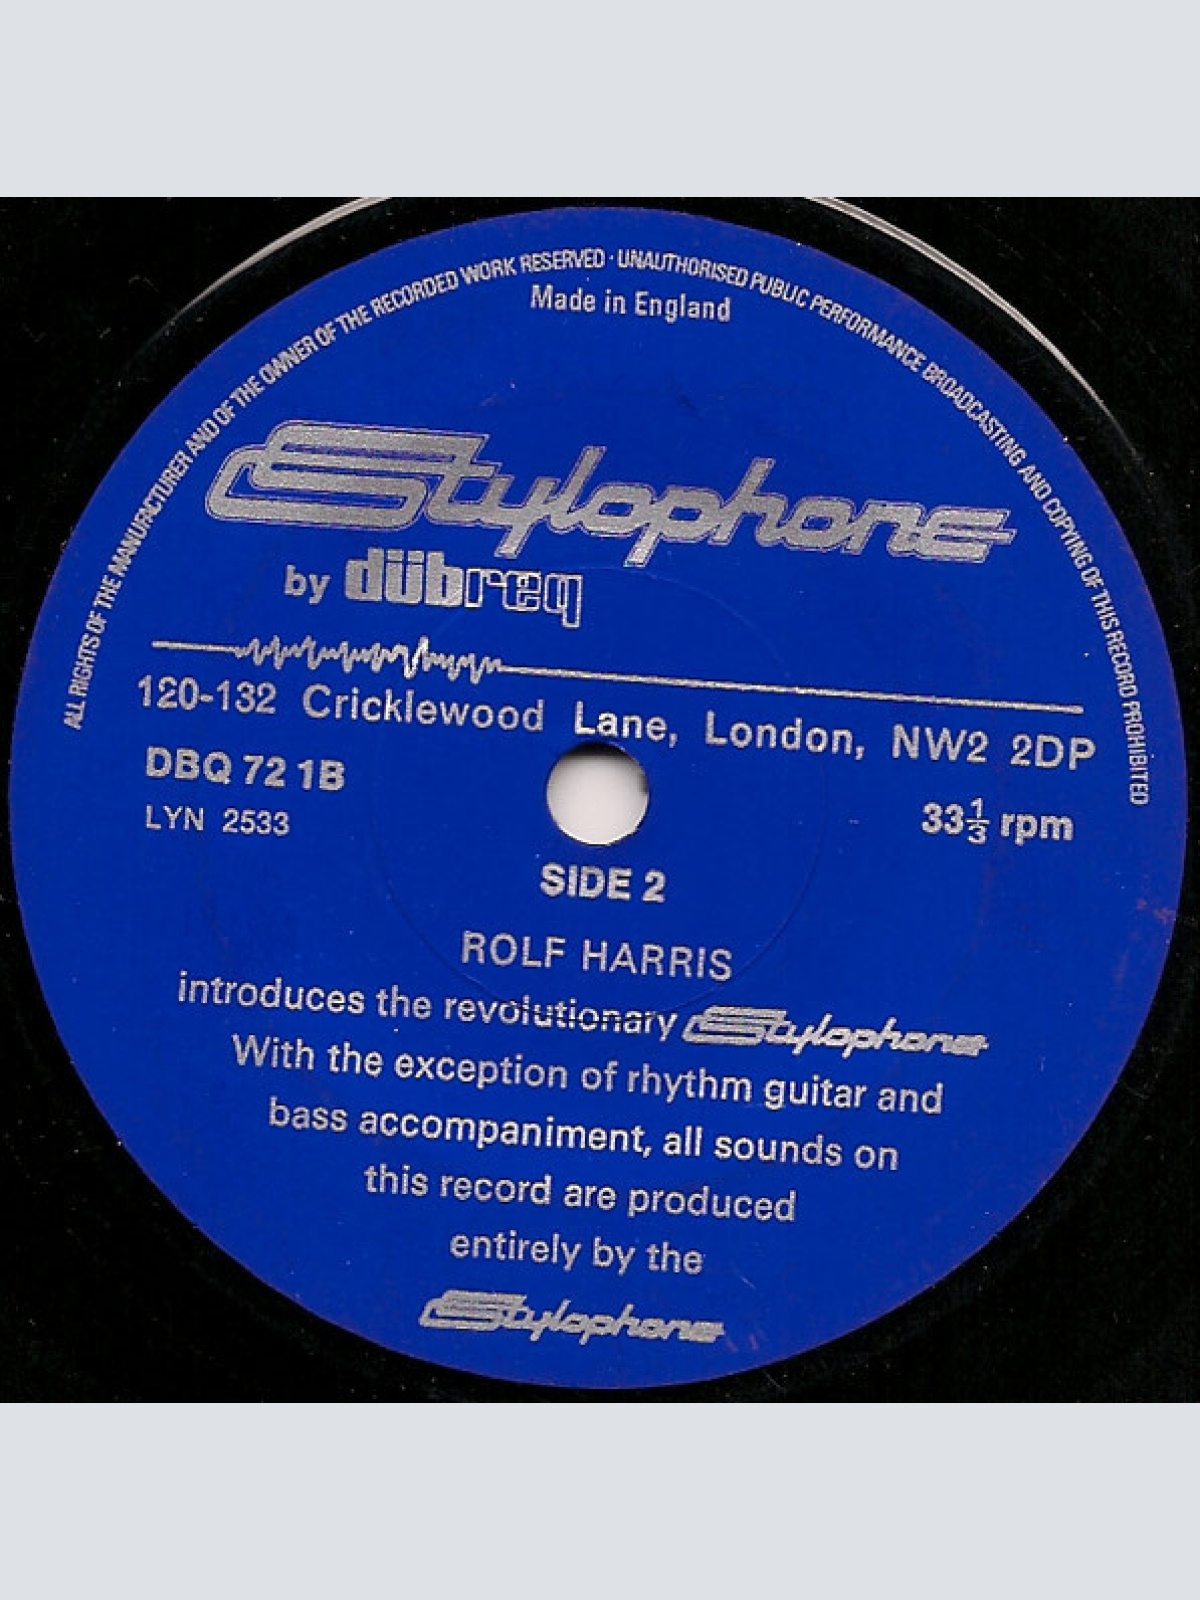 ALL RIGHTS OF THE MANUFACTURER AND OF THE OWNER OF THE RECORDED WORK RESERVED · UNAUTHORISED PUBLIC PERFORMANCE BROADCASTING AND COPYING OF THIS RECORD PROHIBITED
Made in England
Stylophone
by dübreq
120-132 Cricklewood Lane, London, NW2 2DP
DBQ 72 1B
LYN 2533
33⅓ rpm
SIDE 2
ROLF HARRIS
introduces the revolutionary Stylophone
With the exception of rhythm guitar and
bass accompaniment, all sounds on
this record are produced
entirely by the
Stylophone